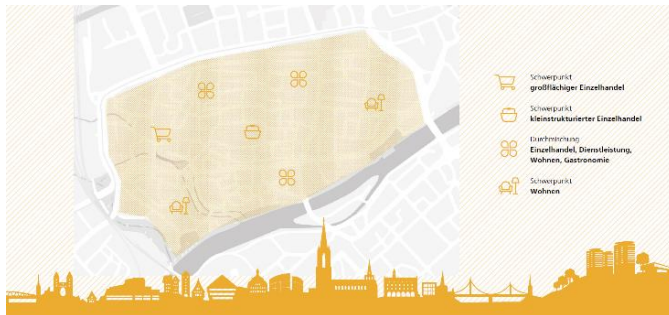 Schwerpunkt
großflächiger Einzelhandel
Schwerpunkt
kleinstrukturierter Einzelhandel
Durchmischung
Einzelhandel, Dienstleistung,
Wohnen, Gastronomie
Schwerpunkt
Wohnen